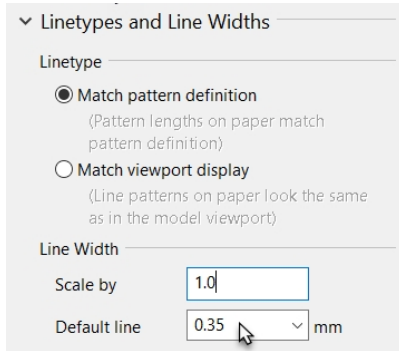 Linetypes and Line Widths
Linetype
Match pattern definition
(Pattern lengths on paper match
pattern definition)
Match viewport display
(Line patterns on paper look the same
as in the model viewport)
Line Width
Scale by 1.0
Default line 0.35 mm